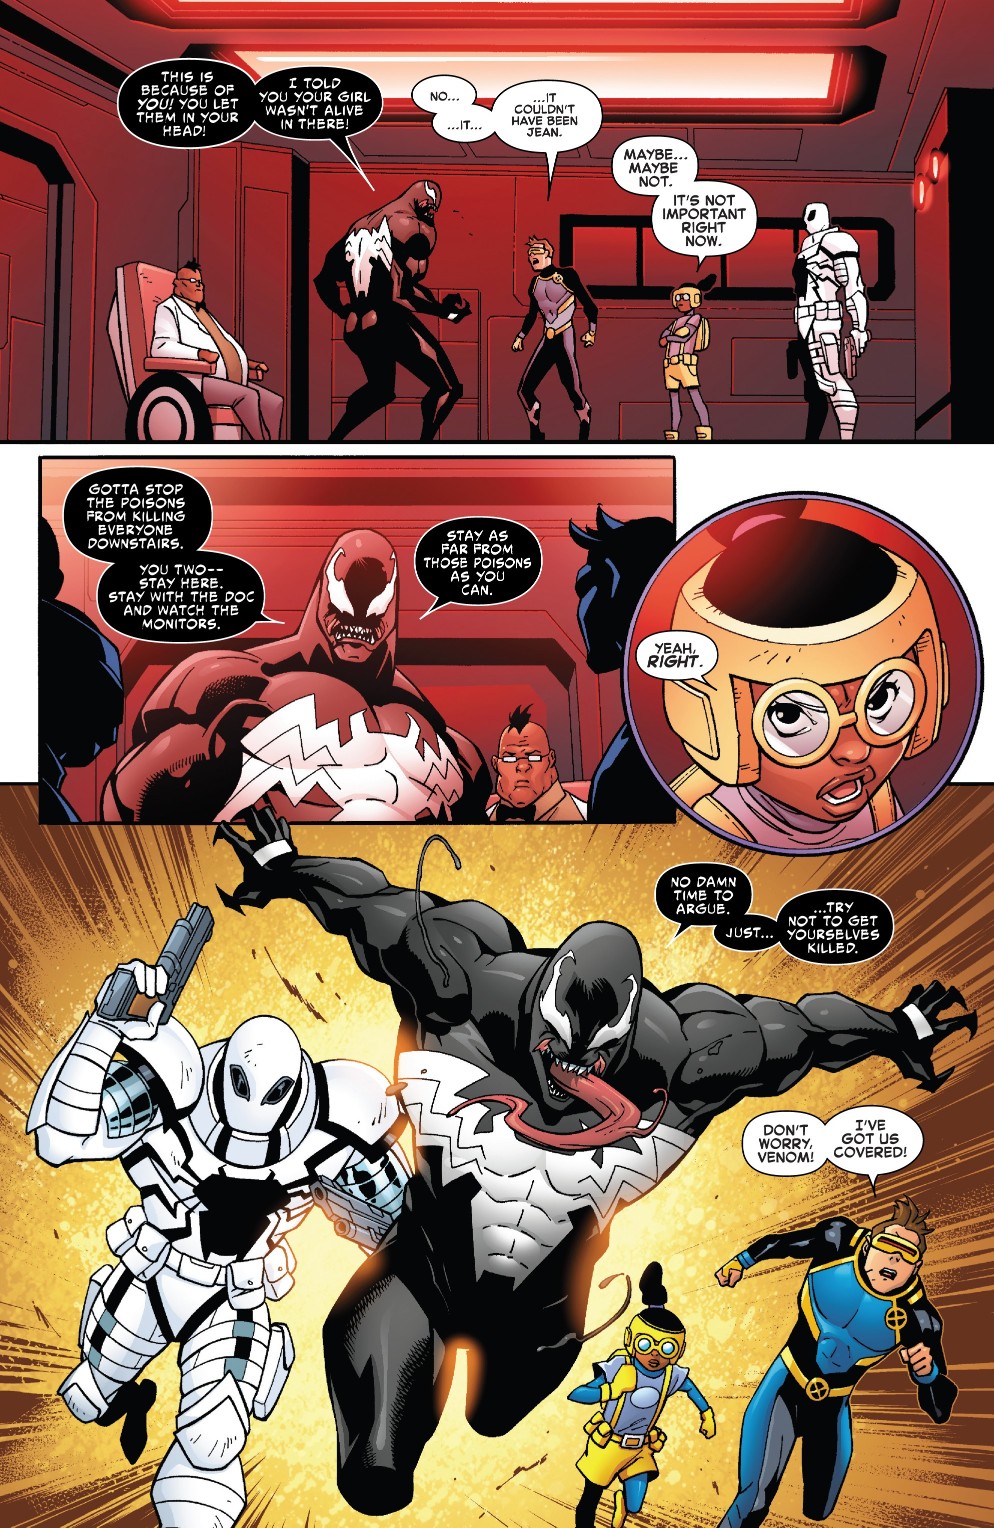 THIS IS
BECAUSE OF
YOU! YOU LET
THEM IN YOUR
HEAD!
I TOLD
YOU YOUR GIRL
WASN'T ALIVE
IN THERE!
NO...
...IT...
...IT
COULDN'T
HAVE BEEN
JEAN.
MAYBE...
MAYBE
NOT.
IT'S NOT
IMPORTANT
RIGHT
NOW.
GOTTA STOP
THE POISONS
FROM KILLING
EVERYONE
DOWNSTAIRS.
YOU TWO--
STAY HERE.
STAY WITH THE DOC
AND WATCH THE
MONITORS.
STAY AS
FAR FROM
THOSE POISONS
AS YOU
CAN.
YEAH,
RIGHT.
NO DAMN
TIME TO
ARGUE.
JUST...
...TRY
NOT TO GET
YOURSELVES
KILLED.
DON'T
WORRY,
VENOM!
I'VE
GOT US
COVERED!